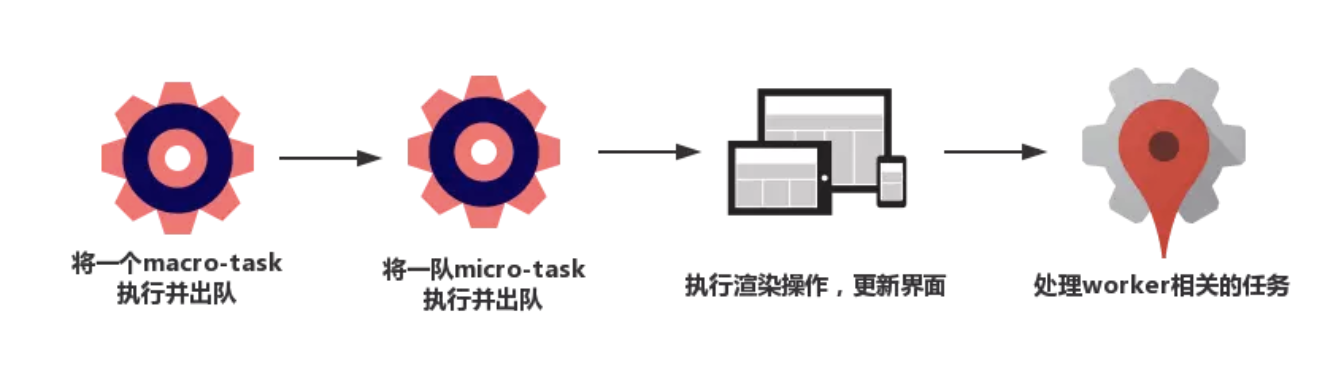 将一个macro-task
执行并出队
将一队micro-task
执行并出队
执行渲染操作，更新界面
处理worker相关的任务